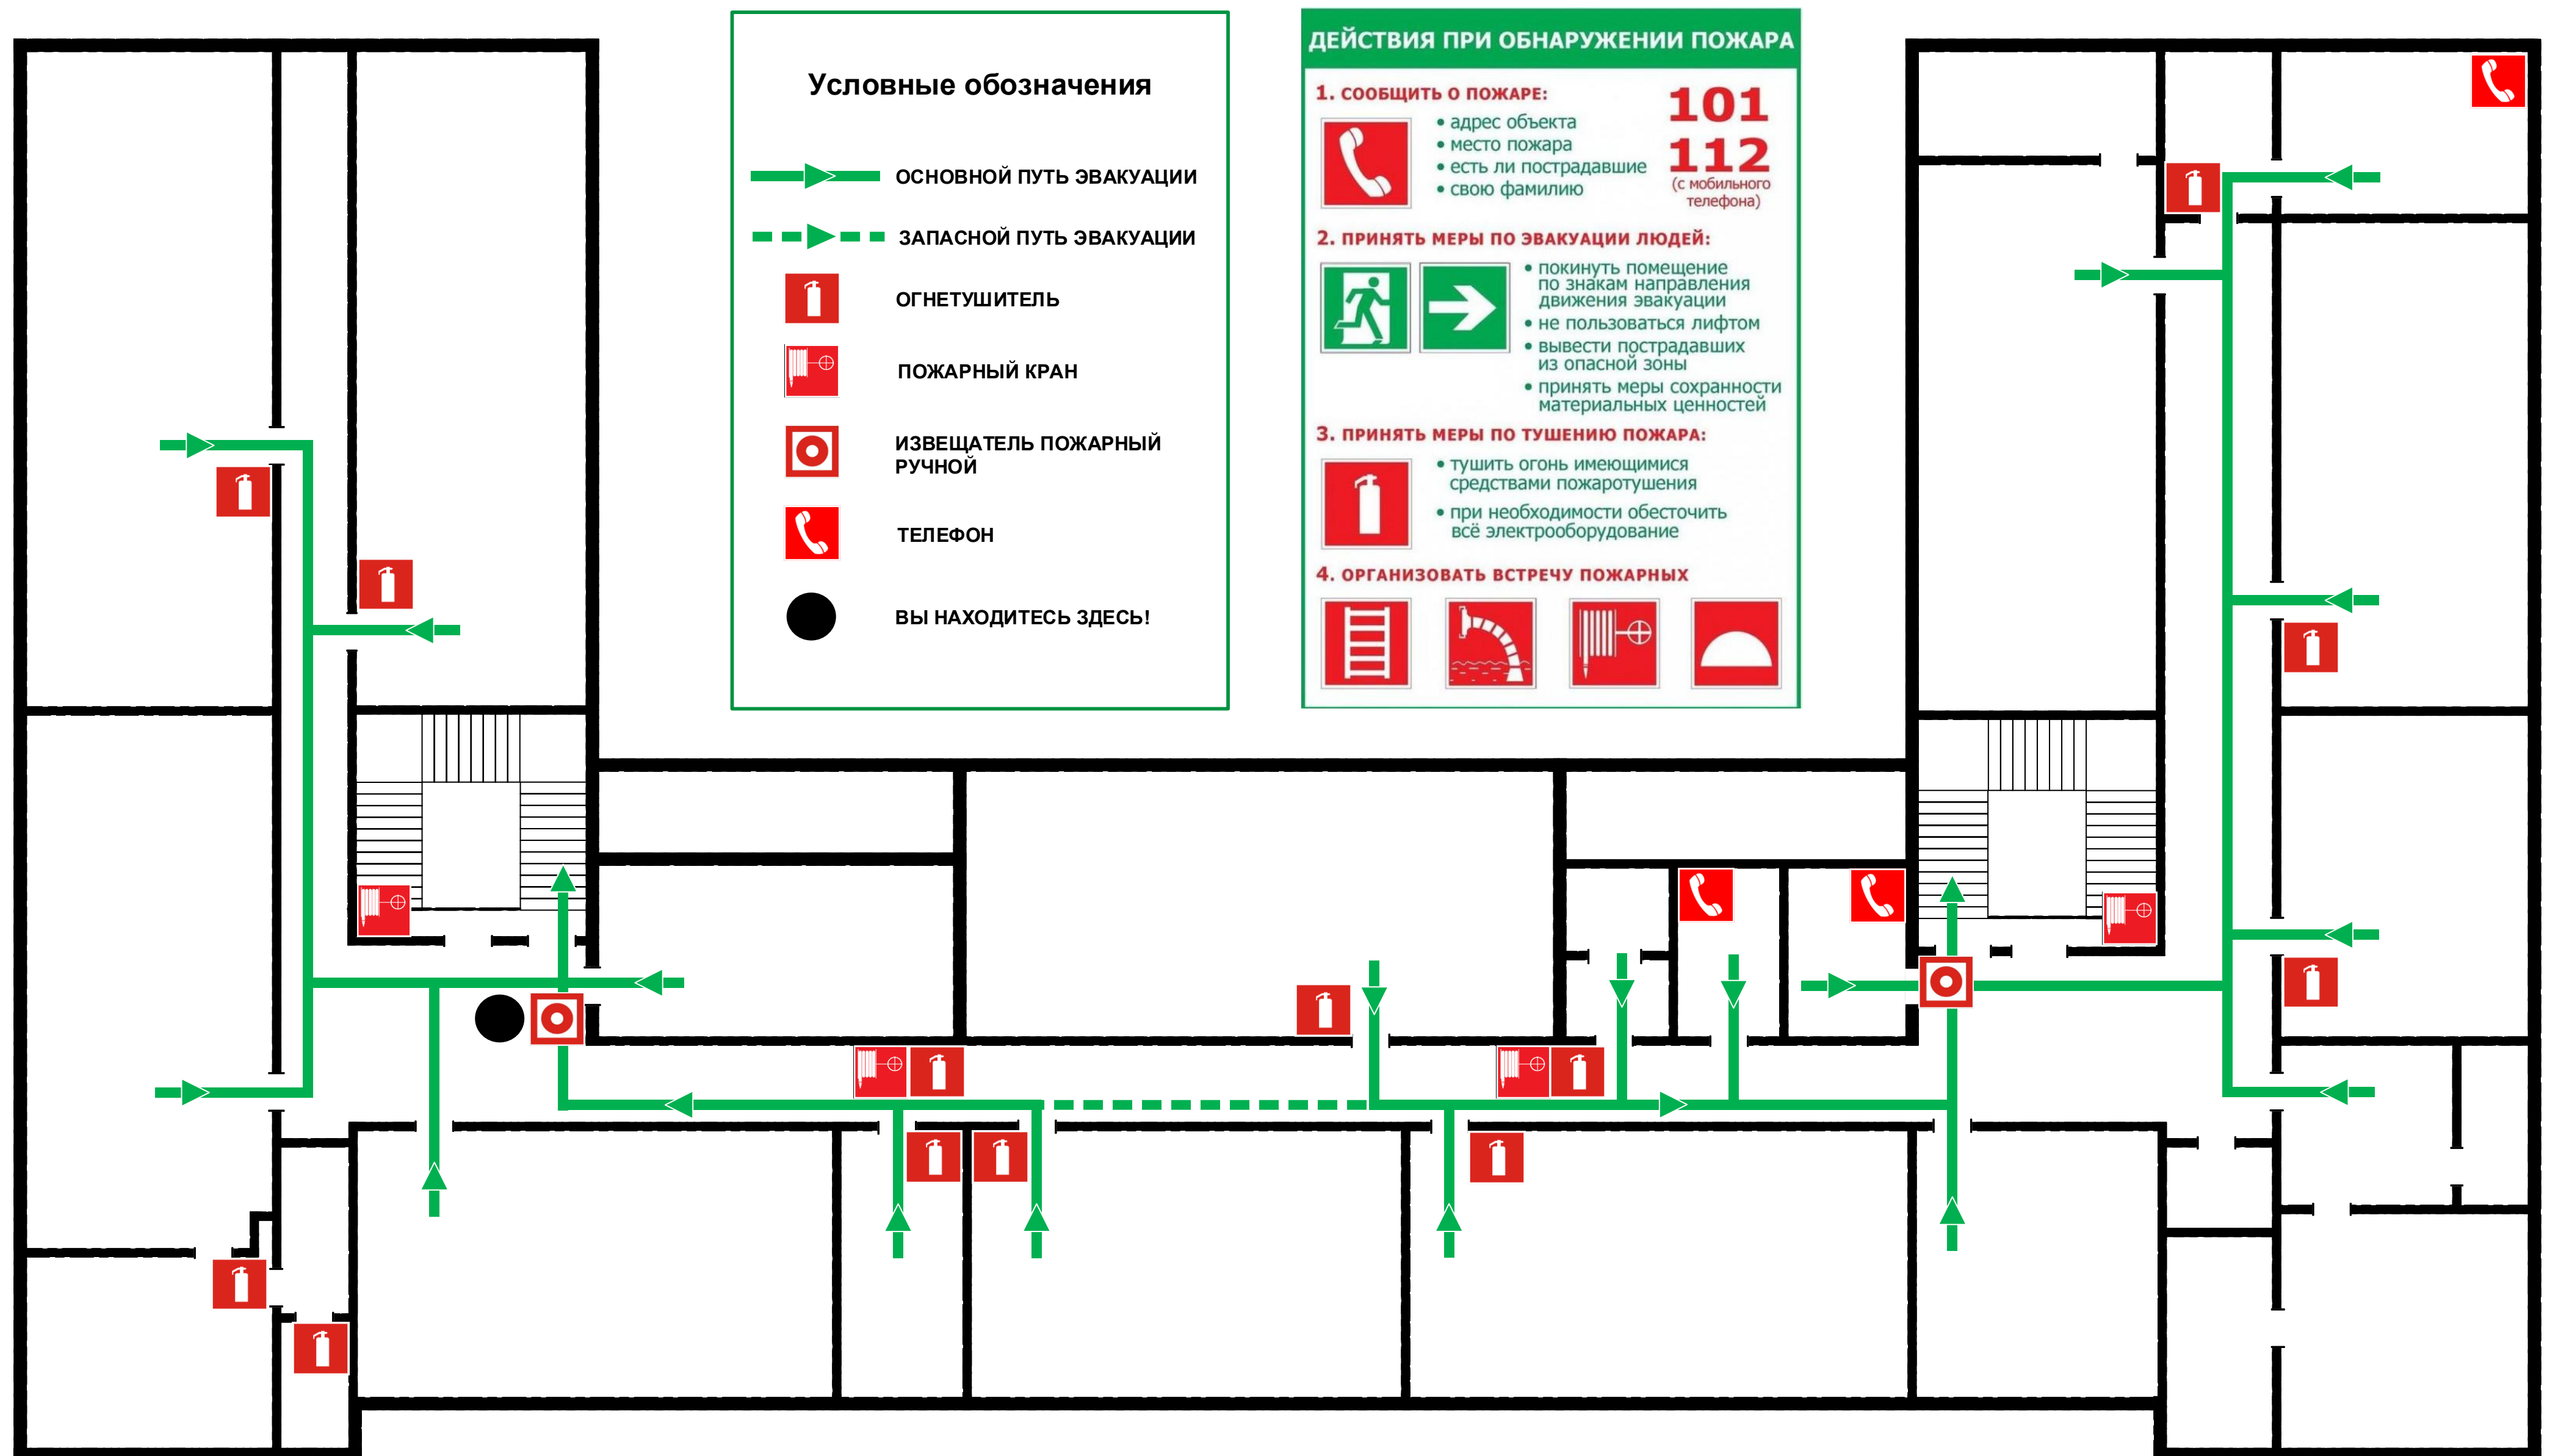 Условные обозначения
ОСНОВНОЙ ПУТЬ ЭВАКУАЦИИ
ЗАПАСНОЙ ПУТЬ ЭВАКУАЦИИ
ОГНЕТУШИТЕЛЬ
ПОЖАРНЫЙ КРАН
ИЗВЕЩАТЕЛЬ ПОЖАРНЫЙ
РУЧНОЙ
ТЕЛЕФОН
ВЫ НАХОДИТЕСЬ ЗДЕСЬ!
ДЕЙСТВИЯ ПРИ ОБНАРУЖЕНИИ ПОЖАРА
1. СООБЩИТЬ О ПОЖАРЕ:
• адрес объекта
• место пожара
• есть ли пострадавшие
• свою фамилию
101
112
(с мобильного
телефона)
2. ПРИНЯТЬ МЕРЫ ПО ЭВАКУАЦИИ ЛЮДЕЙ:
• покинуть помещение
по знакам направления
движения эвакуации
• не пользоваться лифтом
• вывести пострадавших
из опасной зоны
• принять меры сохранности
материальных ценностей
3. ПРИНЯТЬ МЕРЫ ПО ТУШЕНИЮ ПОЖАРА:
• тушить огонь имеющимися
средствами пожаротушения
• при необходимости обесточить
всё электрооборудование
4. ОРГАНИЗОВАТЬ ВСТРЕЧУ ПОЖАРНЫХ